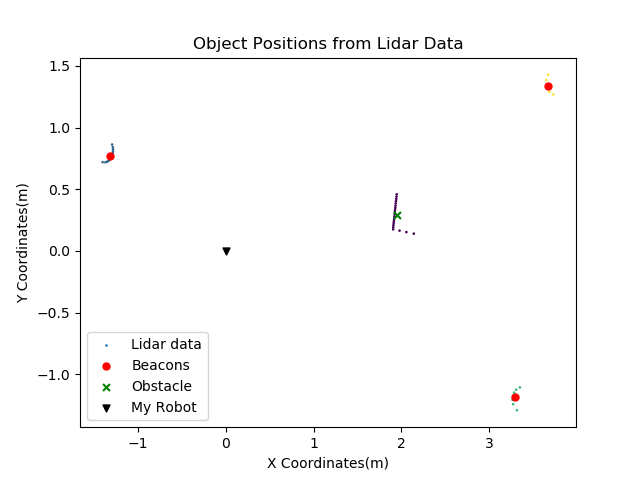 Object Positions from Lidar Data
1.5
1.0
0.5
0.0
−0.5
−1.0
Y Coordinates(m)
Lidar data
Beacons
Obstacle
My Robot
−1
0
1
2
3
X Coordinates(m)